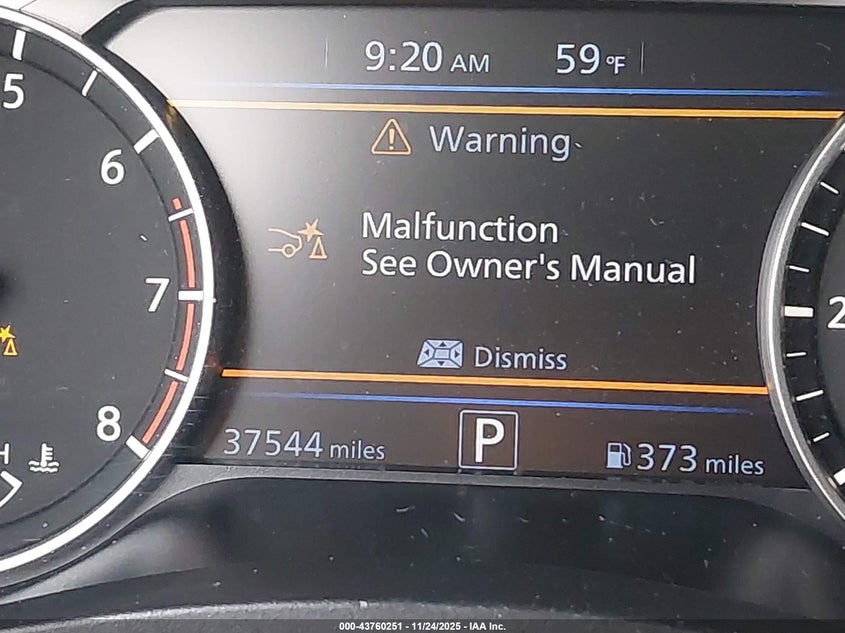 9:20 AM 59°F
Warning
Malfunction
See Owner's Manual
Dismiss
37544 miles P 373 miles
5
6
7
8
H
2
000-43760251 - 11/24/2025 - IAA Inc.